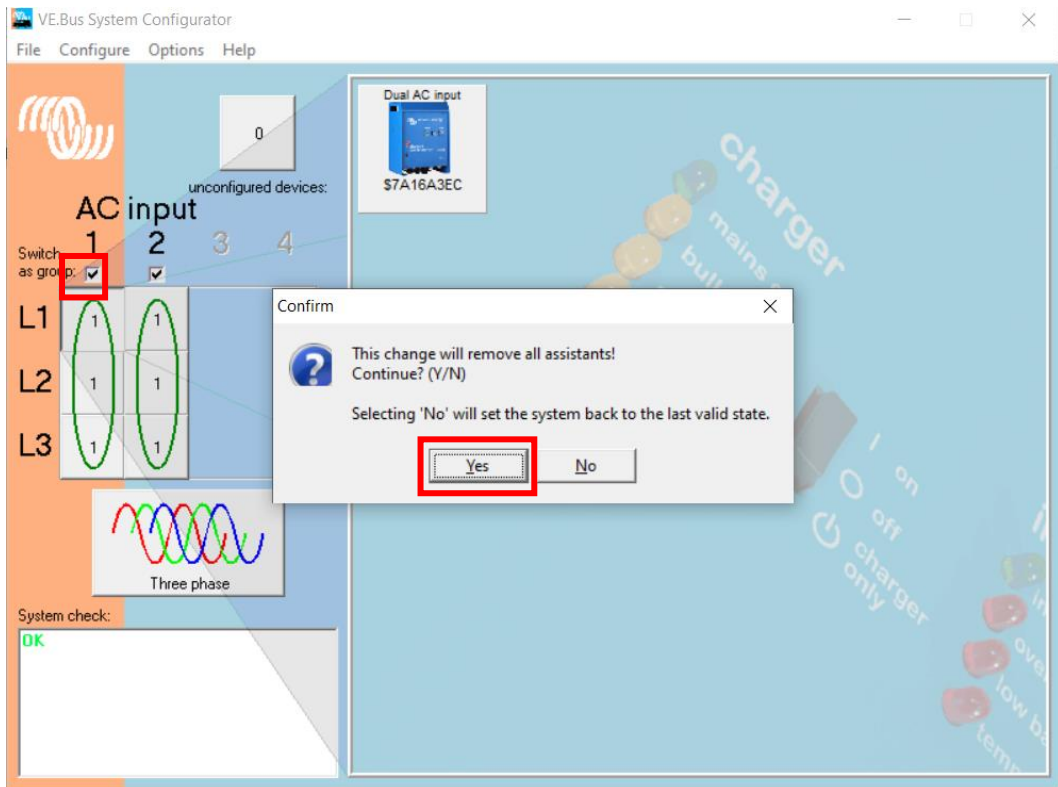 VE.Bus System Configurator
File Configure Options Help
0
unconfigured devices:
AC input
1 2 3 4
Switch
as group:
L1 1 1
L2 1 1
L3 1 1
Three phase
System check:
OK
Dual AC input
$7A16A3EC
Confirm
This change will remove all assistants!
Continue? (Y/N)
Selecting 'No' will set the system back to the last valid state.
Yes No
charger
mains
I on
O off
charger
only